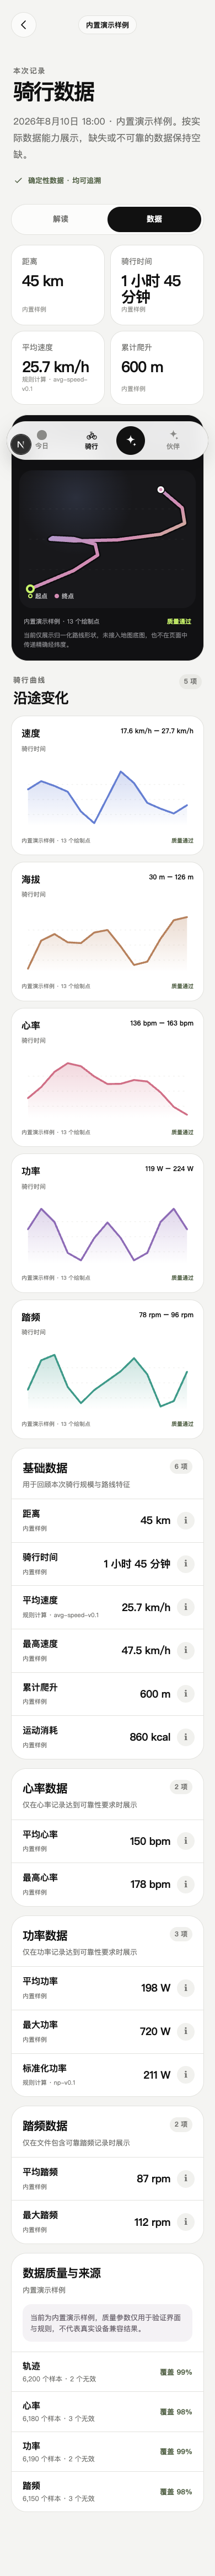 内置演示样例
本次记录
骑行数据
2026年8月10日 18:00 · 内置演示样例。按实
际数据能力展示，缺失或不可靠的数据保持空
缺。
确定性数据 · 均可追溯
解读
数据
距离
45 km
内置样例
骑行时间
1 小时 45
分钟
内置样例
平均速度
25.7 km/h
规则计算 · avg-speed-
v0.1
累计爬升
600 m
内置样例
N
今日
骑行
伙伴
起点
终点
内置演示样例 · 13 个绘制点
质量通过
当前仅展示归一化路线形状，未接入地图底图，也不在页面中
传递精确经纬度。
骑行曲线
沿途变化
5 项
速度
17.6 km/h — 27.7 km/h
骑行时间
内置演示样例 · 13 个绘制点
质量通过
海拔
30 m — 126 m
骑行时间
内置演示样例 · 13 个绘制点
质量通过
心率
136 bpm — 163 bpm
骑行时间
内置演示样例 · 13 个绘制点
质量通过
功率
119 W — 224 W
骑行时间
内置演示样例 · 13 个绘制点
质量通过
踏频
78 rpm — 96 rpm
骑行时间
内置演示样例 · 13 个绘制点
质量通过
基础数据
6 项
用于回顾本次骑行规模与路线特征
距离
内置样例
45 km
i
骑行时间
内置样例
1 小时 45 分钟
i
平均速度
规则计算 · avg-speed-v0.1
25.7 km/h
i
最高速度
内置样例
47.5 km/h
i
累计爬升
内置样例
600 m
i
运动消耗
内置样例
860 kcal
i
心率数据
2 项
仅在心率记录达到可靠性要求时展示
平均心率
内置样例
150 bpm
i
最高心率
内置样例
178 bpm
i
功率数据
3 项
仅在功率记录达到可靠性要求时展示
平均功率
内置样例
198 W
i
最大功率
内置样例
720 W
i
标准化功率
规则计算 · np-v0.1
211 W
i
踏频数据
2 项
仅在文件包含可靠踏频记录时展示
平均踏频
内置样例
87 rpm
i
最大踏频
内置样例
112 rpm
i
数据质量与来源
内置演示样例
当前为内置演示样例，质量参数仅用于验证界面
与规则，不代表真实设备兼容结果。
轨迹
6,200 个样本 · 2 个无效
覆盖 99%
心率
6,180 个样本 · 3 个无效
覆盖 98%
功率
6,190 个样本 · 2 个无效
覆盖 99%
踏频
6,150 个样本 · 3 个无效
覆盖 98%